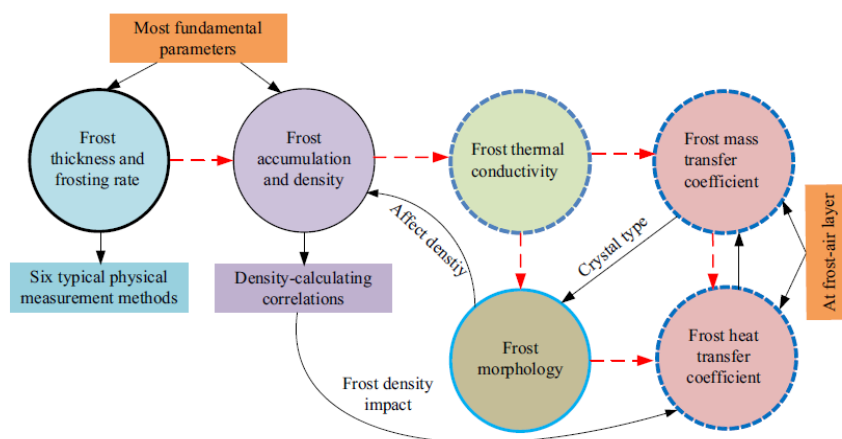 Most fundamental
parameters
Frost
thickness and
frosting rate
Frost
accumulation
and density
Frost thermal
conductivity
Frost mass
transfer
coefficient
Affect denstiy
Crystal type
At frost-air layer
Six typical physical
measurement methods
Density-calculating
correlations
Frost
morphology
Frost heat
transfer
coefficient
Frost density
impact